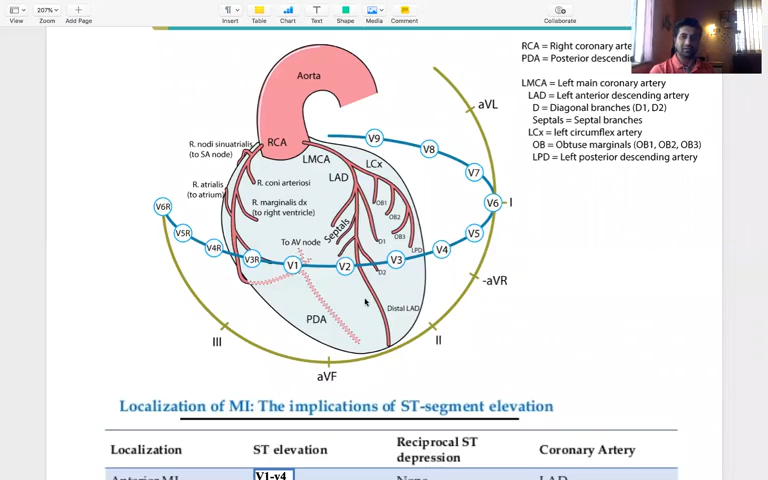 207%
View
Zoom
Add Page
Insert
Table
Chart
Text
Shape
Media
Comment
Collaborate
RCA = Right coronary arte
PDA = Posterior descendin
LMCA = Left main coronary artery
LAD = Left anterior descending artery
D = Diagonal branches (D1, D2)
Septals = Septal branches
LCx = left circumflex artery
OB = Obtuse marginals (OB1, OB2, OB3)
LPD = Left posterior descending artery
Aorta
aVL
V9
R. nodi sinuatrialis
(to SA node)
RCA
V8
LMCA
LCx
V7
R. atrialis
(to atrium)
R. coni arteriosi
LAD
V6R
R. marginalis dx
(to right ventricle)
OB1
V6
I
OB2
V5R
Septals
OB3
V5
V4R
To AV node
D1
LPD
V4
V3R
V1
V2
V3
D2
-aVR
PDA
Distal LAD
III
II
aVF
Localization of MI: The implications of ST-segment elevation
Localization
ST elevation
Reciprocal ST
depression
Coronary Artery
Anterior MI
V1-v4
None
LAD